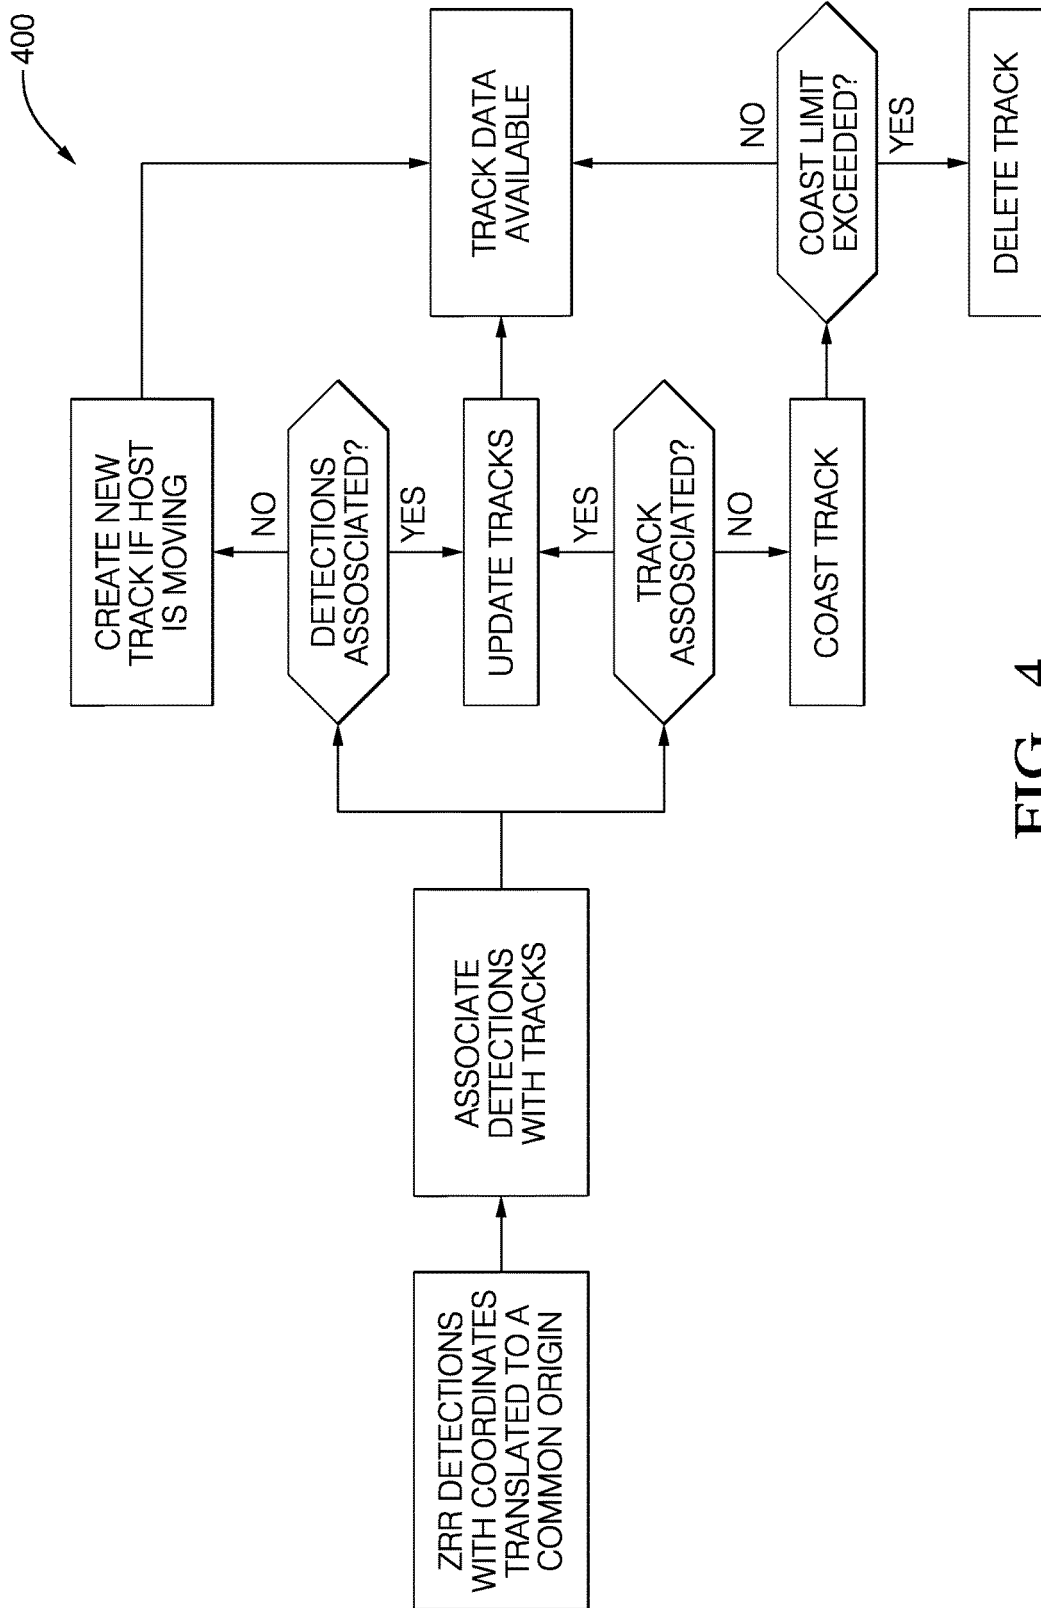 400
ZRR DETECTIONS
WITH COORDINATES
TRANSLATED TO A
COMMON ORIGIN
ASSOCIATE
DETECTIONS
WITH TRACKS
CREATE NEW
TRACK IF HOST
IS MOVING
NO
DETECTIONS
ASSOSCIATED?
YES
UPDATE TRACKS
YES
TRACK
ASSOSCIATED?
NO
COAST TRACK
TRACK DATA
AVAILABLE
NO
COAST LIMIT
EXCEEDED?
YES
DELETE TRACK
FIG. 4